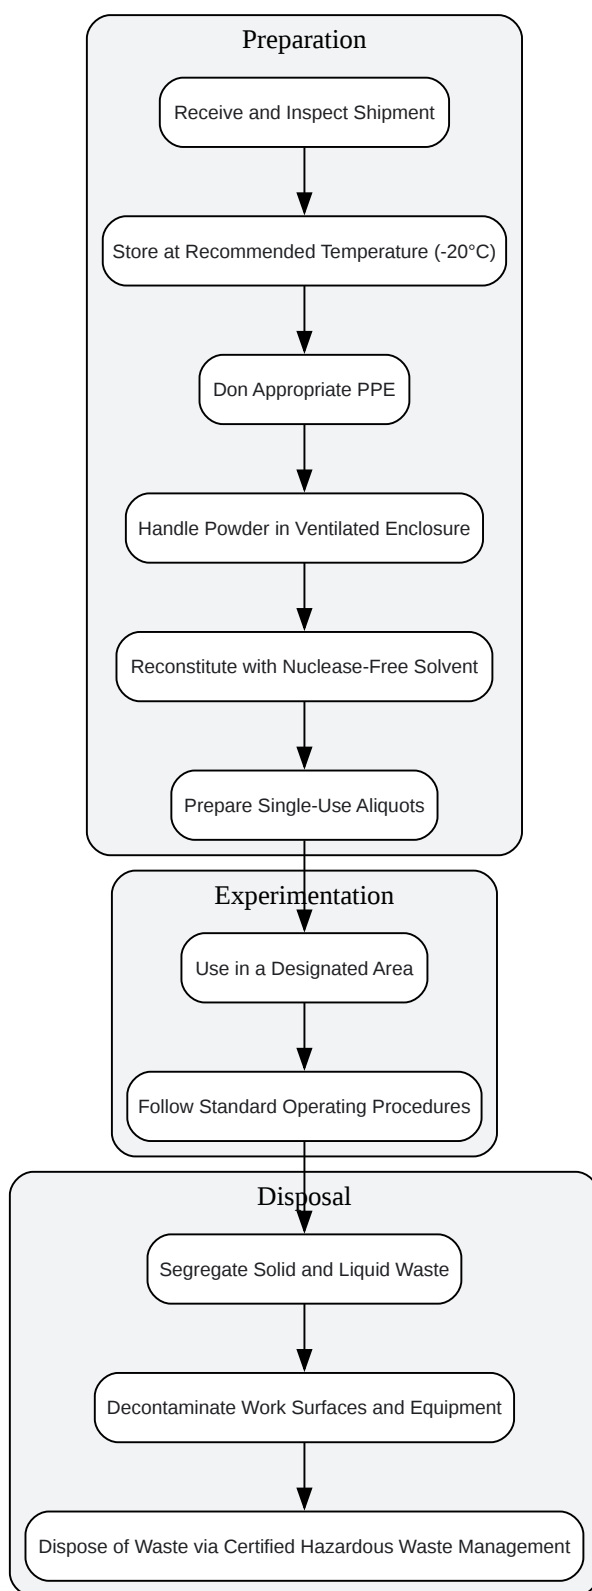 Preparation
Receive and Inspect Shipment
Store at Recommended Temperature (-20°C)
Don Appropriate PPE
Handle Powder in Ventilated Enclosure
Reconstitute with Nuclease-Free Solvent
Prepare Single-Use Aliquots
Experimentation
Use in a Designated Area
Follow Standard Operating Procedures
Disposal
Segregate Solid and Liquid Waste
Decontaminate Work Surfaces and Equipment
Dispose of Waste via Certified Hazardous Waste Management